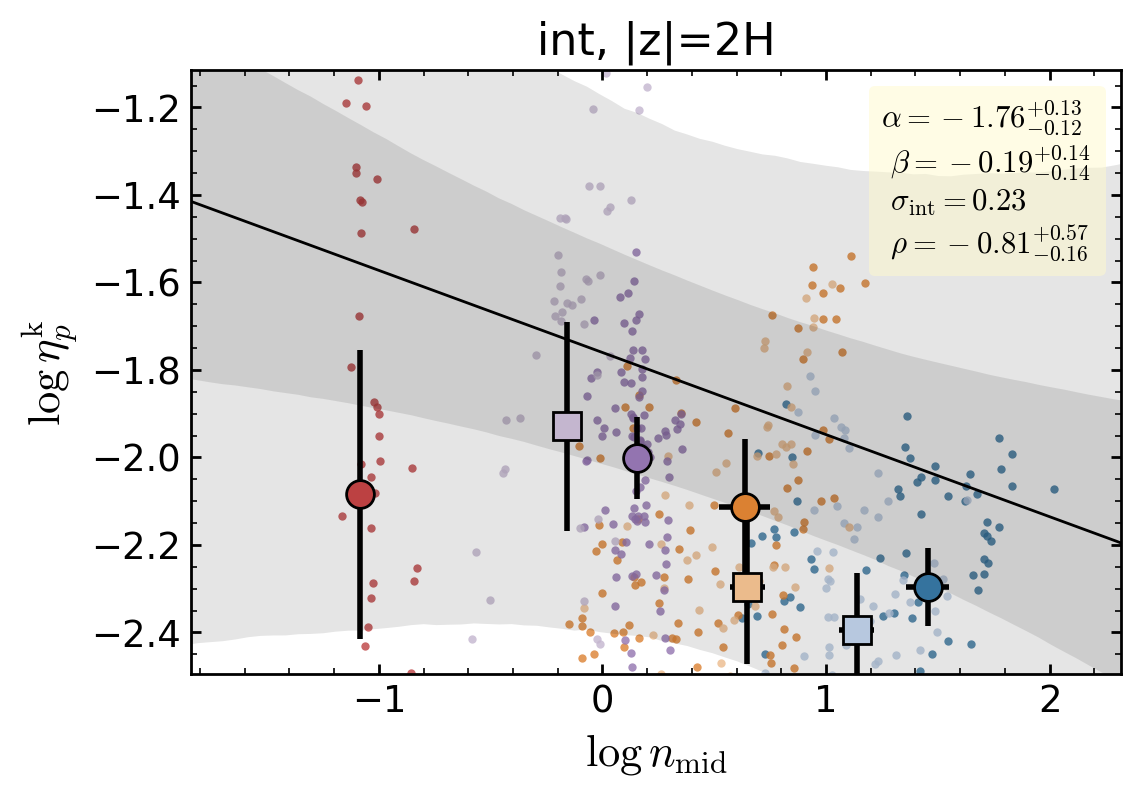 int, |z|=2H
α = −1.76 +0.13 −0.12
β = −0.19 +0.14 −0.14
σint = 0.23
ρ = −0.81 +0.57 −0.16
−1.2
−1.4
−1.6
−1.8
−2.0
−2.2
−2.4
log η_p^k
−1 0 1 2
log n_mid